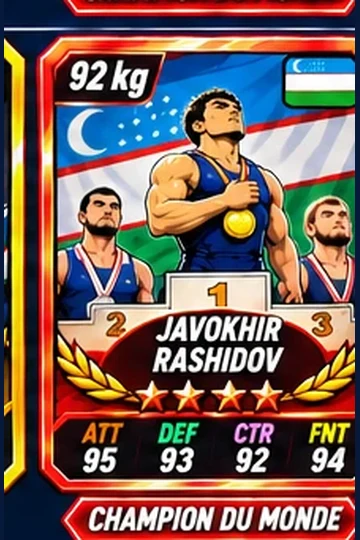 92 kg
1
2
3
JAVOKHIR
RASHIDOV
ATT DEF CTR FNT
95 93 92 94
CHAMPION DU MONDE